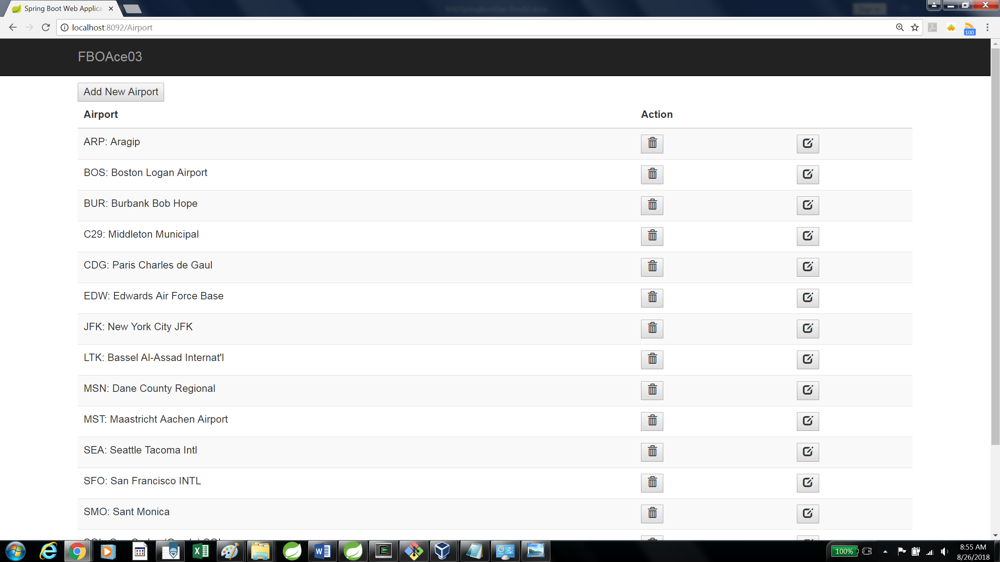 Spring Boot Web Applica
localhost:8092/Airport
100
FBOAce03
Add New Airport
Airport Action
ARP: Aragip
BOS: Boston Logan Airport
BUR: Burbank Bob Hope
C29: Middleton Municipal
CDG: Paris Charles de Gaul
EDW: Edwards Air Force Base
JFK: New York City JFK
LTK: Bassel Al-Assad Internat'l
MSN: Dane County Regional
MST: Maastricht Aachen Airport
SEA: Seattle Tacoma Intl
SFO: San Francisco INTL
SMO: Sant Monica
100%
8:55 AM
8/26/2018